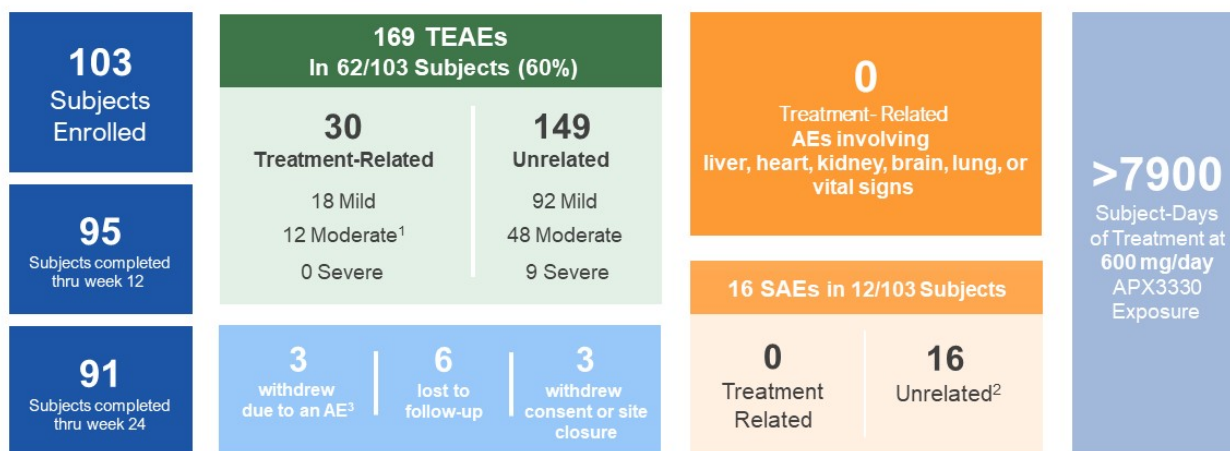 103
Subjects
Enrolled
95
Subjects completed
thru week 12
91
Subjects completed
thru week 24
169 TEAEs
In 62/103 Subjects (60%)
30
Treatment-Related
18 Mild
12 Moderate¹
0 Severe
149
Unrelated
92 Mild
48 Moderate
9 Severe
3
withdrew
due to an AE³
6
lost to
follow-up
3
withdrew
consent or site
closure
0
Treatment- Related
AEs involving
liver, heart, kidney, brain, lung, or
vital signs
16 SAEs in 12/103 Subjects
0
Treatment
Related
16
Unrelated²
>7900
Subject-Days
of Treatment at
600 mg/day
APX3330
Exposure